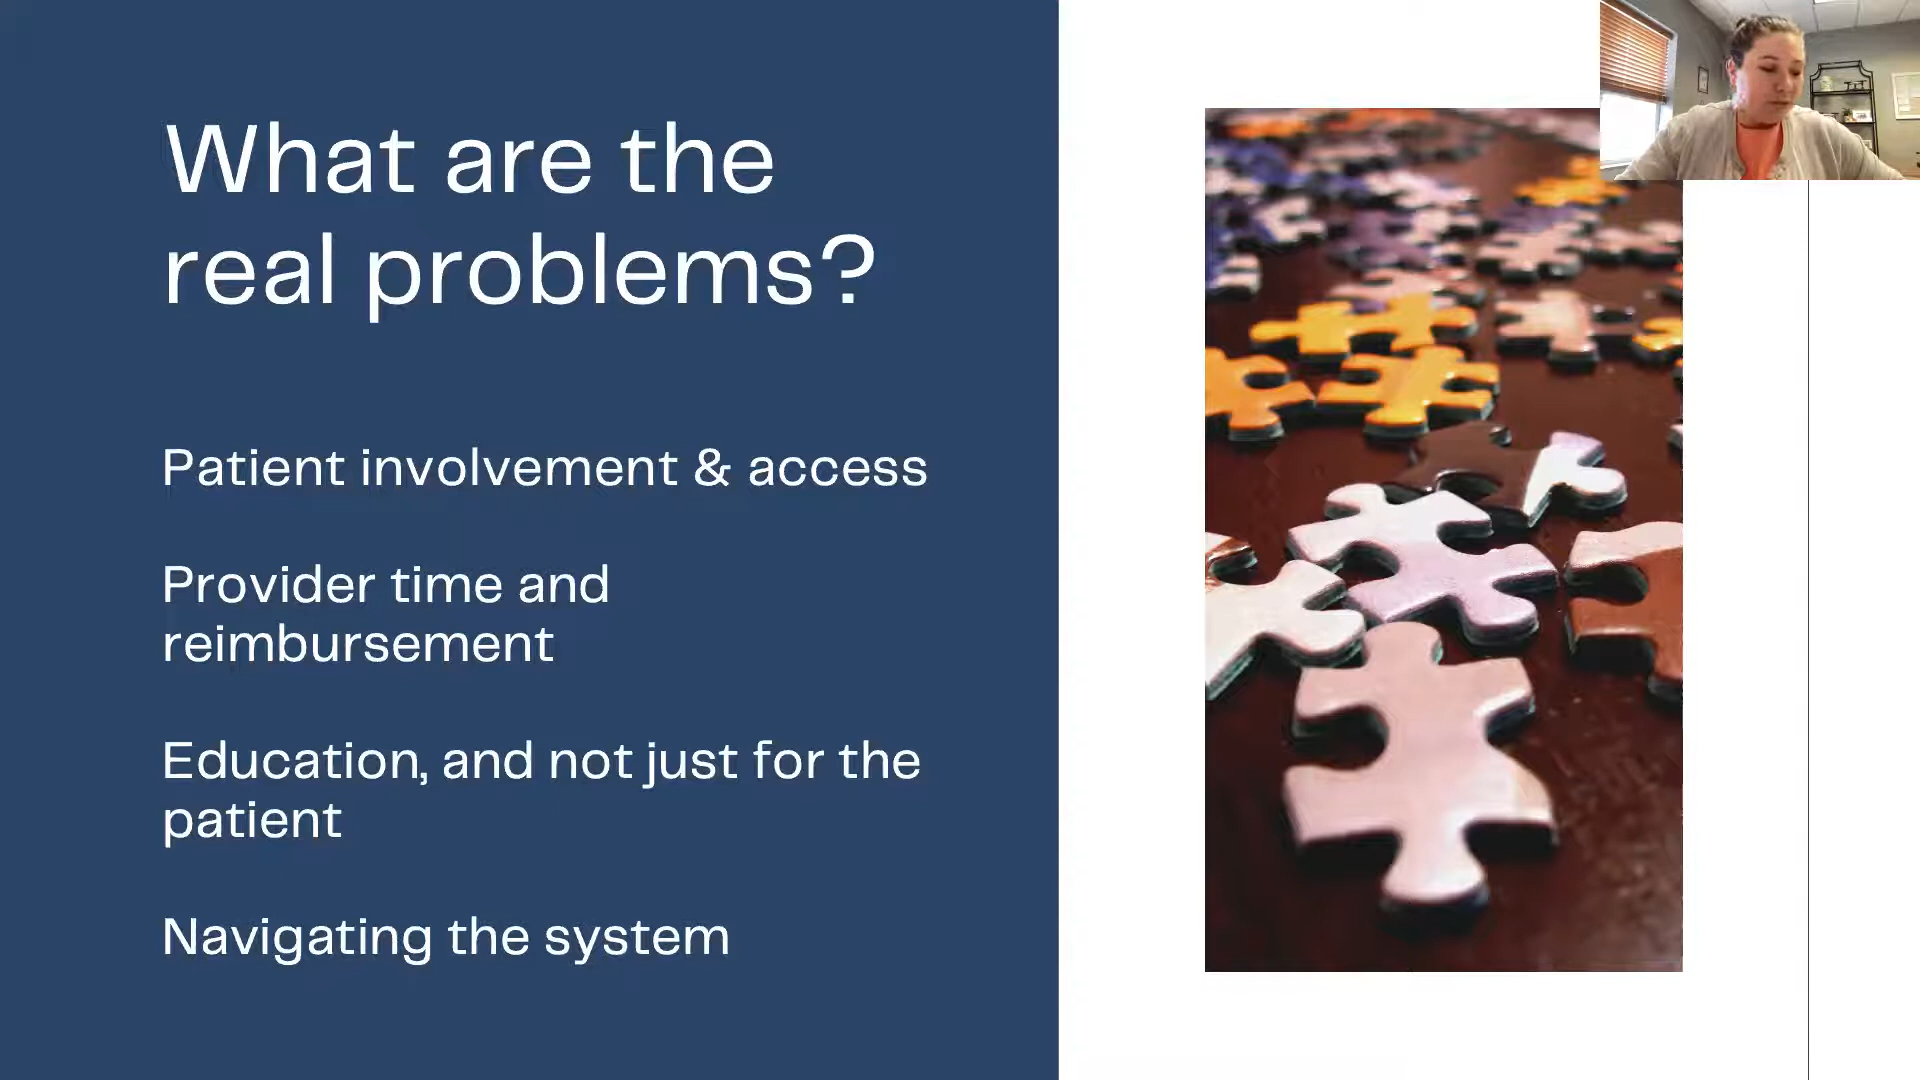 What are the
real problems?
Patient involvement & access
Provider time and
reimbursement
Education, and not just for the
patient
Navigating the system